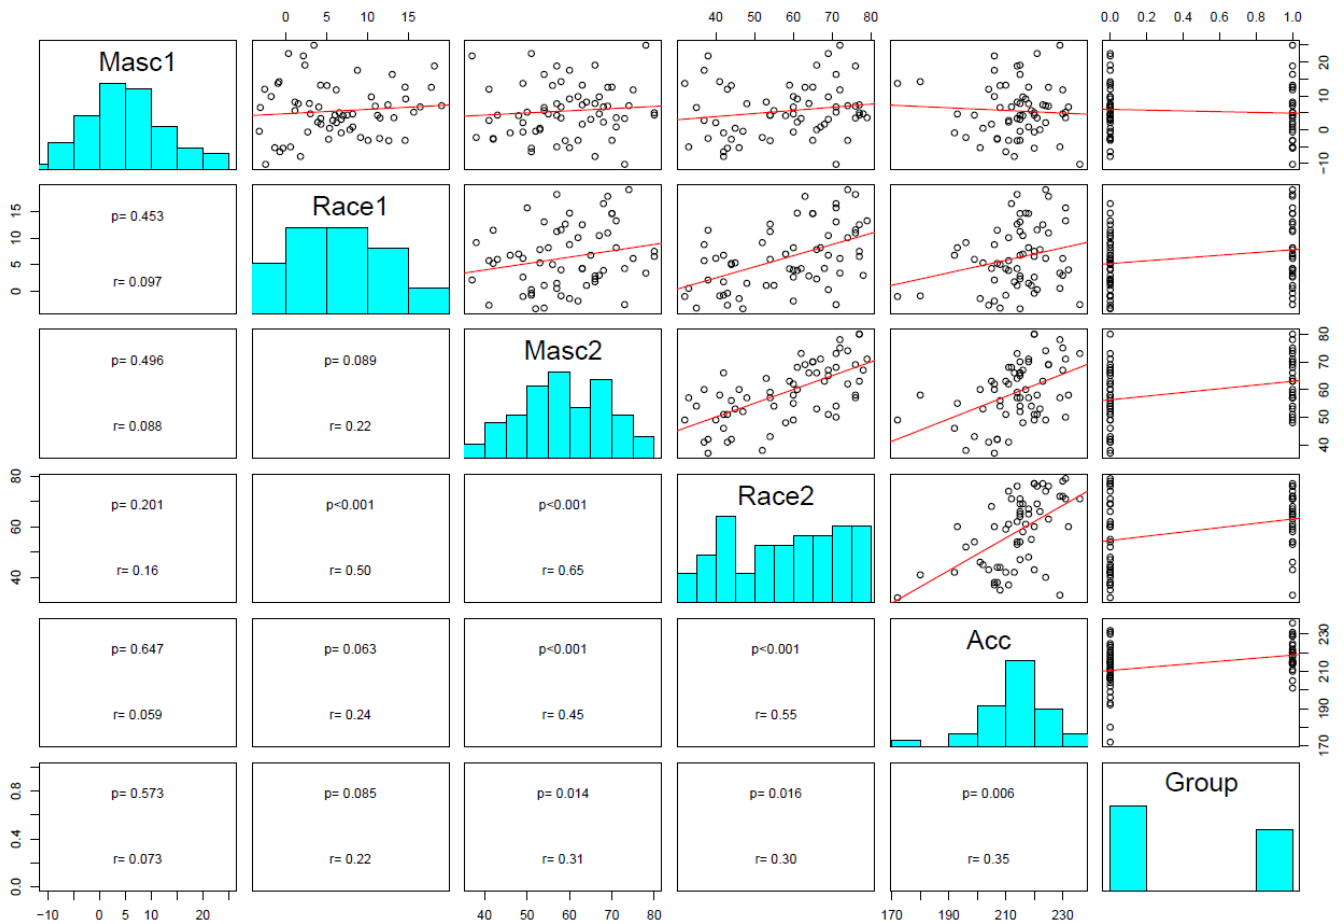 0 5 15
40 60 80
0.0 0.2 0.4 0.6 0.8 1.0
Masc1
−10 0 10 20
0 5 10 15
p= 0.453
r= 0.097
Race1
p= 0.496
r= 0.088
p= 0.089
r= 0.22
Masc2
40 50 60 70 80
40 60 80
p= 0.201
r= 0.16
p<0.001
r= 0.50
p<0.001
r= 0.65
Race2
p= 0.647
r= 0.059
p= 0.063
r= 0.24
p<0.001
r= 0.45
p<0.001
r= 0.55
Acc
170 190 210 230
0.0 0.4 0.8
p= 0.573
r= 0.073
p= 0.085
r= 0.22
p= 0.014
r= 0.31
p= 0.016
r= 0.30
p= 0.006
r= 0.35
Group
−10 0 5 10 20
40 50 60 70 80
170 190 210 230